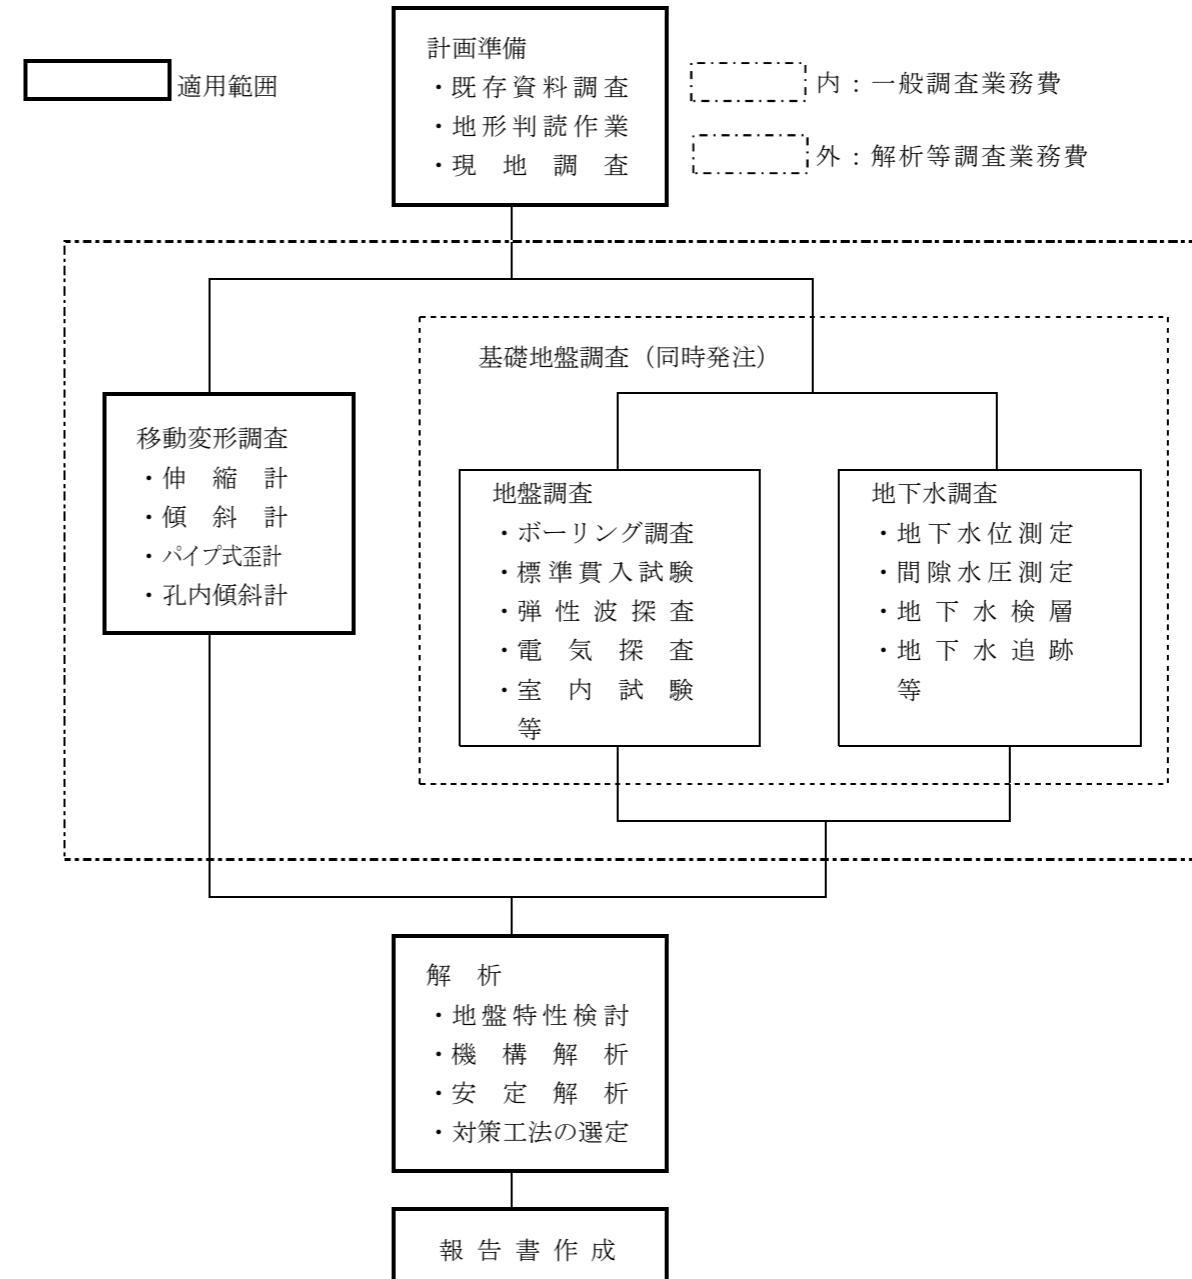 計画準備
・既存資料調査
・地形判読作業
・現地調査
適用範囲
内：一般調査業務費
外：解析等調査業務費
基礎地盤調査（同時発注）
移動変形調査
・伸縮計
・傾斜計
・パイプ式歪計
・孔内傾斜計
地盤調査
・ボーリング調査
・標準貫入試験
・弾性波探査
・電気探査
・室内試験
等
地下水調査
・地下水位測定
・間隙水圧測定
・地下水検層
・地下水追跡
等
解析
・地盤特性検討
・機構解析
・安定解析
・対策工法の選定
報告書作成